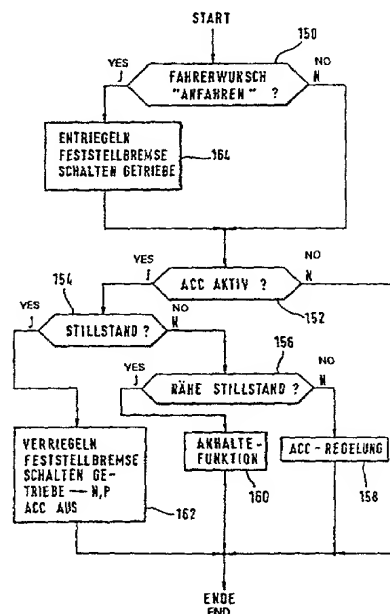 START
150
YES
J
NO
N
FAHRERWUNSCH
"ANFAHREN" ?
ENTRIEGELN
FESTSTELLBREMSE
SCHALTEN GETRIEBE
164
154
YES
J
NO
N
ACC AKTIV ?
152
YES
J
NO
N
STILLSTAND ?
156
YES
J
NO
N
NÄHE STILLSTAND ?
VERRIEGELN
FESTSTELLBREMSE
SCHALTEN GE-
TRIEBE → N,P
ACC AUS
162
ANHALTE-
FUNKTION
160
ACC-REGELUNG
158
ENDE
END